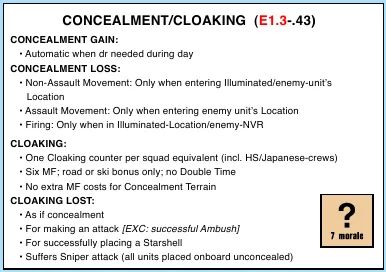 CONCEALMENT/CLOAKING (E1.3-.43)
CONCEALMENT GAIN:
• Automatic when dr needed during day
CONCEALMENT LOSS:
• Non-Assault Movement: Only when entering Illuminated/enemy-unit's
Location
• Assault Movement: Only when entering enemy unit's Location
• Firing: Only when in Illuminated-Location/enemy-NVR
CLOAKING:
• One Cloaking counter per squad equivalent (incl. HS/Japanese-crews)
• Six MF; road or ski bonus only; no Double Time
• No extra MF costs for Concealment Terrain
CLOAKING LOST:
• As if concealment
• For making an attack [EXC: successful Ambush]
• For successfully placing a Starshell
• Suffers Sniper attack (all units placed onboard unconcealed)
?
7 morale